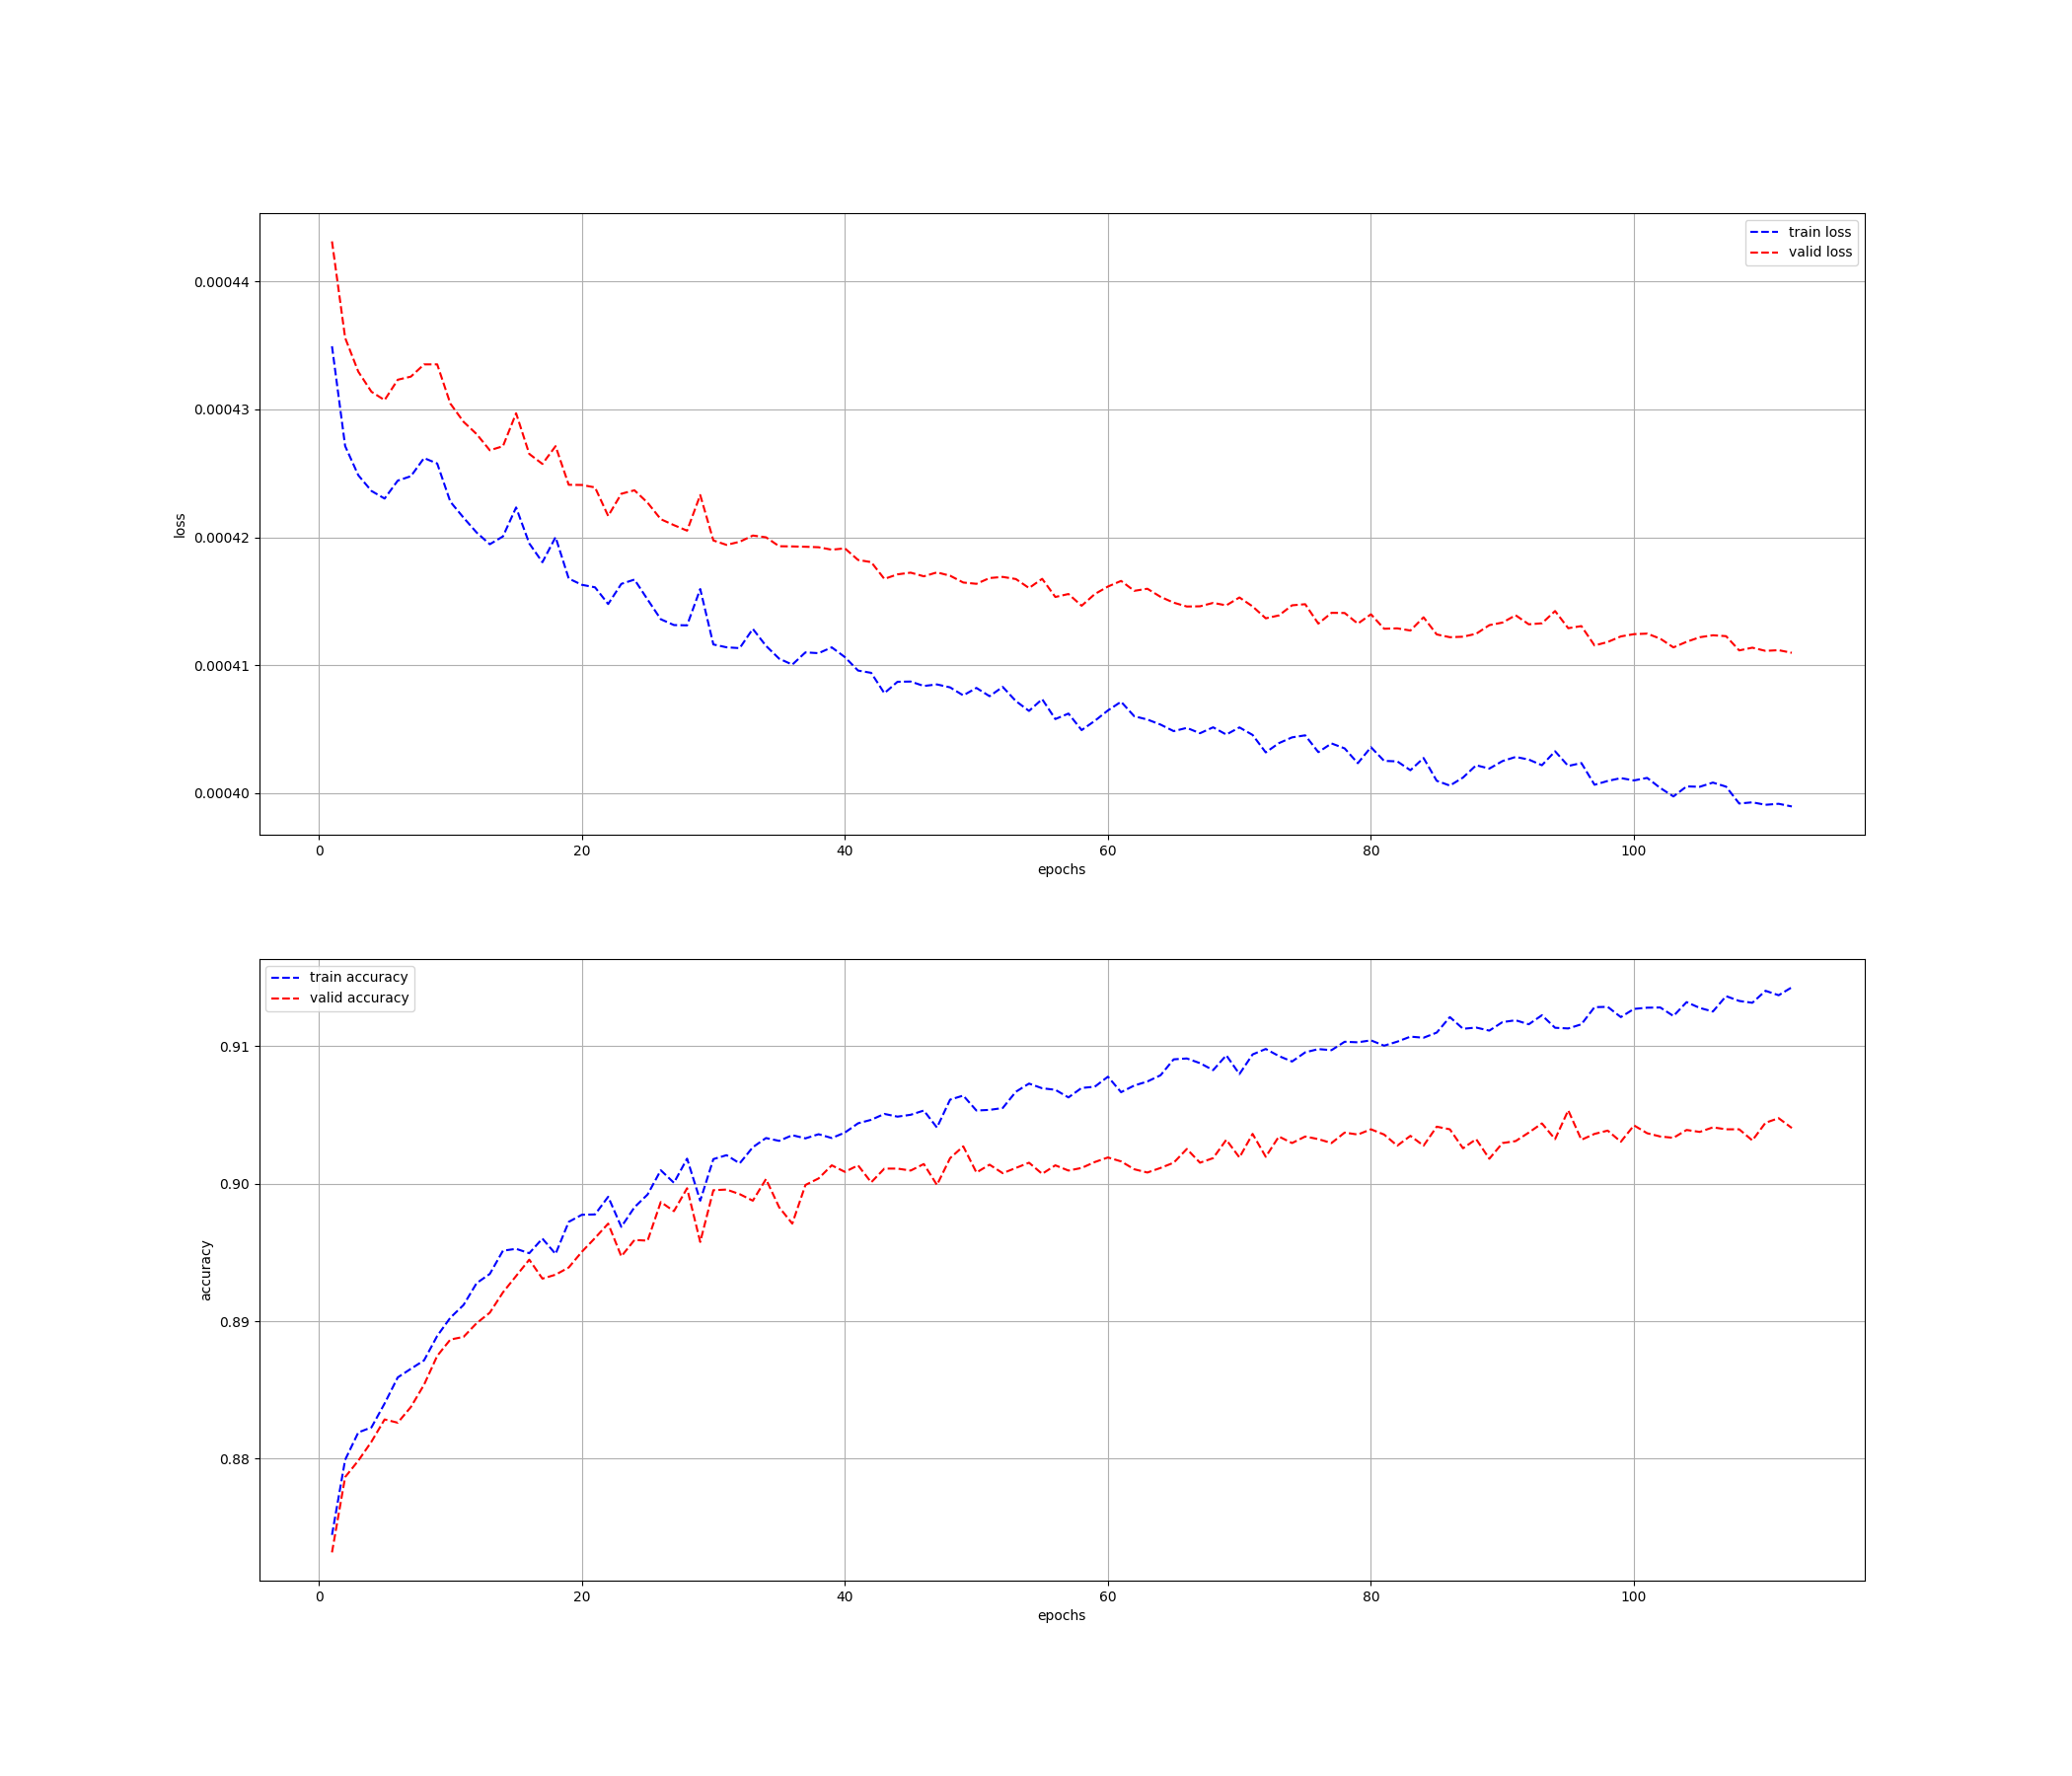 train loss
valid loss
0.00044
0.00043
0.00042
0.00041
0.00040
loss
0 20 40 60 80 100
epochs
train accuracy
valid accuracy
0.91
0.90
0.89
0.88
accuracy
0 20 40 60 80 100
epochs